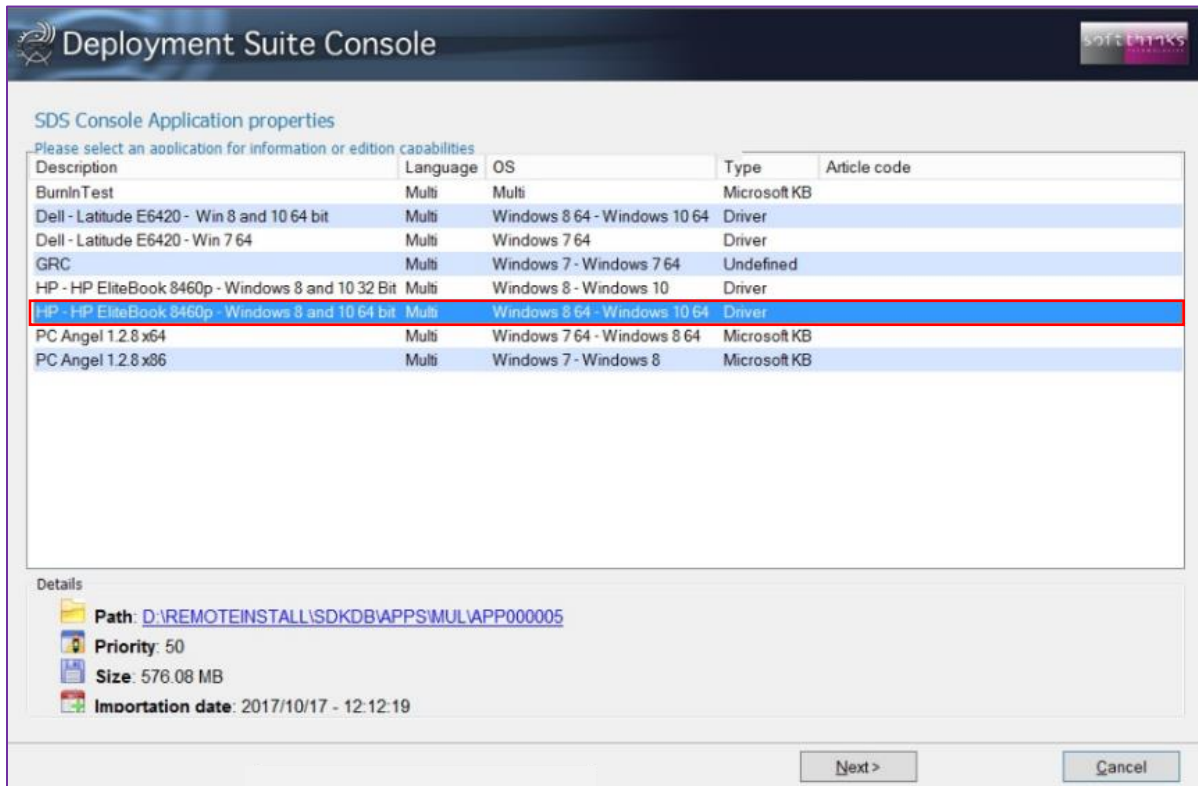 Deployment Suite Console
softthinks
SDS Console Application properties
Please select an application for information or edition capabilities
Description Language OS Type Article code
BurnInTest Multi Multi Microsoft KB
Dell - Latitude E6420 - Win 8 and 10 64 bit Multi Windows 8 64 - Windows 10 64 Driver
Dell - Latitude E6420 - Win 7 64 Multi Windows 7 64 Driver
GRC Multi Windows 7 - Windows 7 64 Undefined
HP - HP EliteBook 8460p - Windows 8 and 10 32 Bit Multi Windows 8 - Windows 10 Driver
HP - HP EliteBook 8460p - Windows 8 and 10 64 bit Multi Windows 8 64 - Windows 10 64 Driver
PC Angel 1.2.8 x64 Multi Windows 7 64 - Windows 8 64 Microsoft KB
PC Angel 1.2.8 x86 Multi Windows 7 - Windows 8 Microsoft KB
Details
Path: D:\REMOTEINSTALL\SDKDB\APPS\MUL\APP000005
Priority: 50
Size: 576.08 MB
Importation date: 2017/10/17 - 12:12:19
Next > Cancel